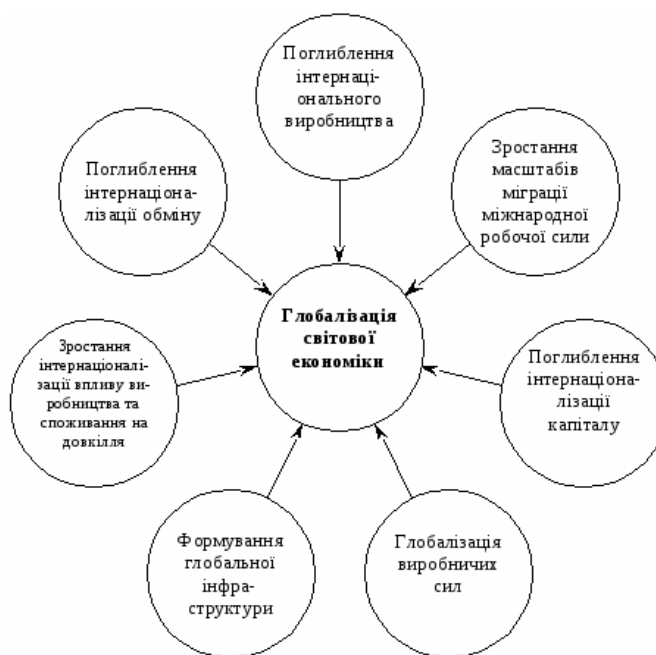 Поглиблення
інтернаці-
онального
виробництва
Зростання
масштабів
міграції
міжнародної
робочої сили
Поглиблення
інтернаціона-
лізації обміну
Глобалізація
світової
економіки
Зростання
інтернаціоналі-
зації впливу ви-
робництва та
споживання на
довкілля
Поглиблення
інтернаціона-
лізації
капіталу
Формування
глобальної
інфра-
структури
Глобалізація
виробничих
сил